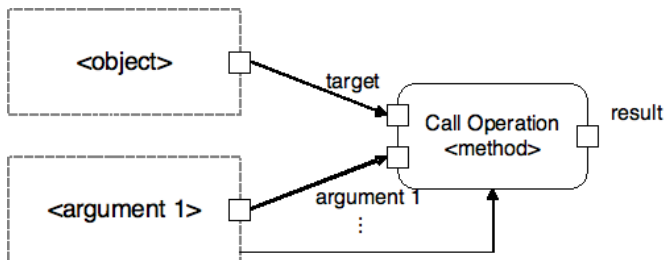 <object>
target
Call Operation
<method>
result
<argument 1>
argument 1
⋮